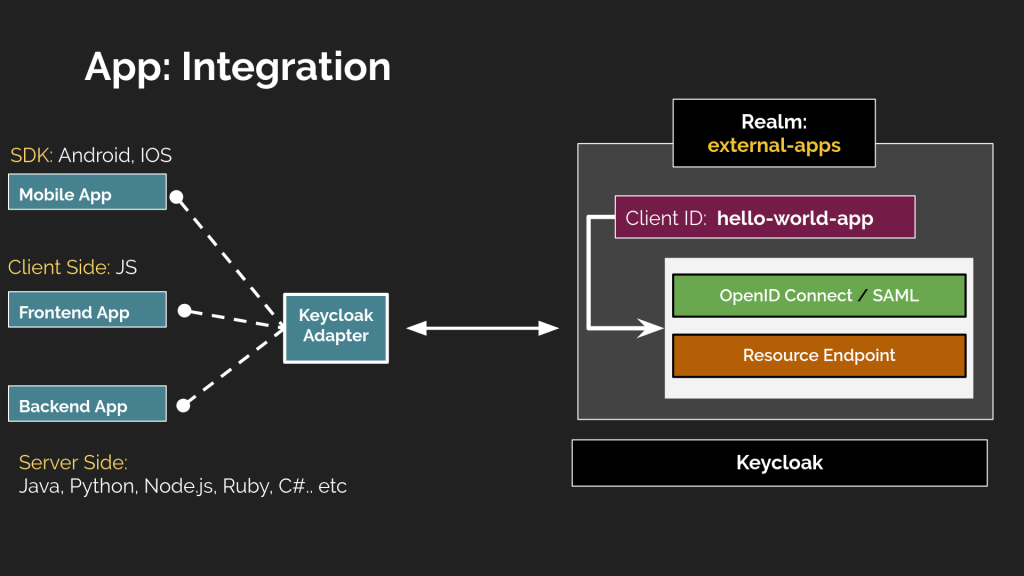 App: Integration
SDK: Android, IOS
Mobile App
Client Side: JS
Frontend App
Backend App
Server Side:
Java, Python, Node.js, Ruby, C#.. etc
Keycloak
Adapter
Realm:
external-apps
Client ID: hello-world-app
OpenID Connect / SAML
Resource Endpoint
Keycloak